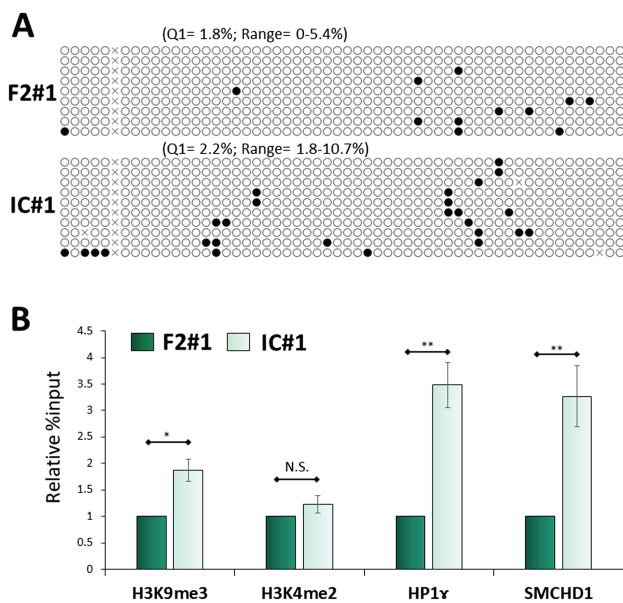 A
(Q1= 1.8%; Range= 0-5.4%)
F2#1
(Q1= 2.2%; Range= 1.8-10.7%)
IC#1
B
F2#1 IC#1
Relative %input
4.5
4
3.5
3
2.5
2
1.5
1
0.5
0
*
N.S.
**
**
H3K9me3 H3K4me2 HP1ɤ SMCHD1